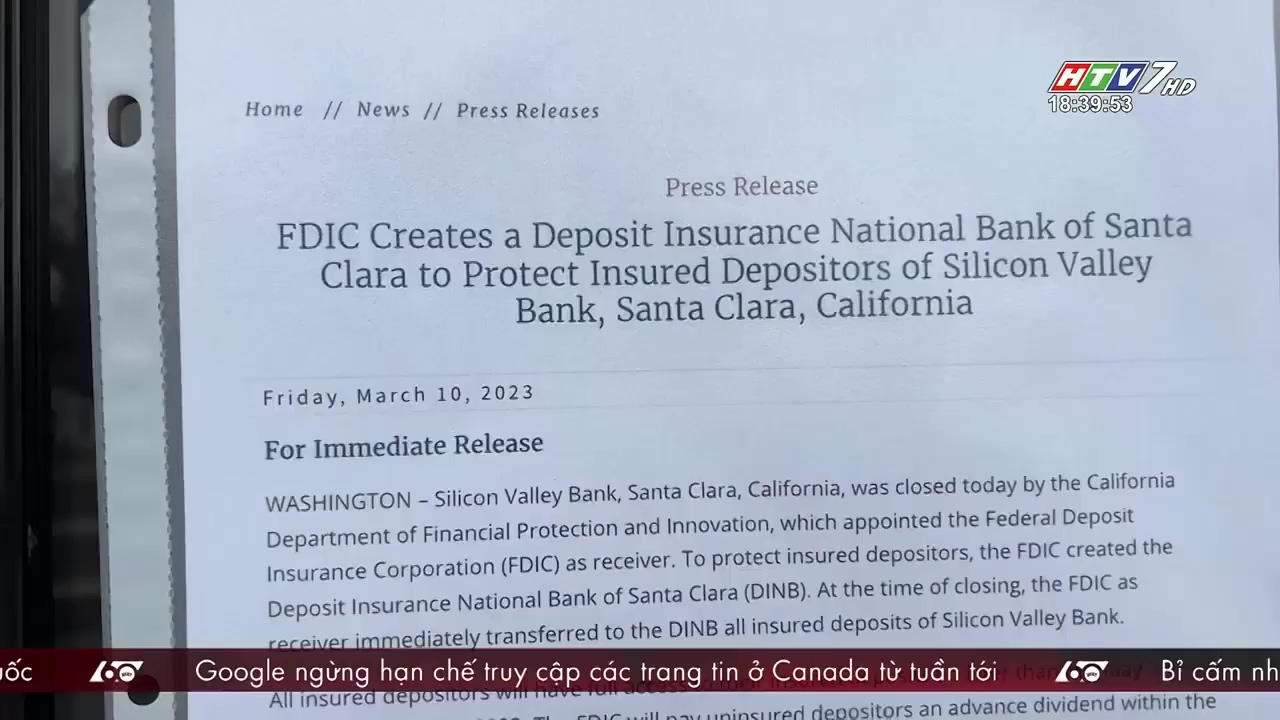 HTV7 HD
18:39:53
Home // News // Press Releases
Press Release
FDIC Creates a Deposit Insurance National Bank of Santa
Clara to Protect Insured Depositors of Silicon Valley
Bank, Santa Clara, California
Friday, March 10, 2023
For Immediate Release
WASHINGTON – Silicon Valley Bank, Santa Clara, California, was closed today by the California
Department of Financial Protection and Innovation, which appointed the Federal Deposit
Insurance Corporation (FDIC) as receiver. To protect insured depositors, the FDIC created the
Deposit Insurance National Bank of Santa Clara (DINB). At the time of closing, the FDIC as
receiver immediately transferred to the DINB all insured deposits of Silicon Valley Bank.
uốc 60 giây Google ngừng hạn chế truy cập các trang tin ở Canada từ tuần tới 60 giây Bỉ cấm nh
All insured depositors will have full access
FDIC will pay uninsured depositors an advance dividend within the